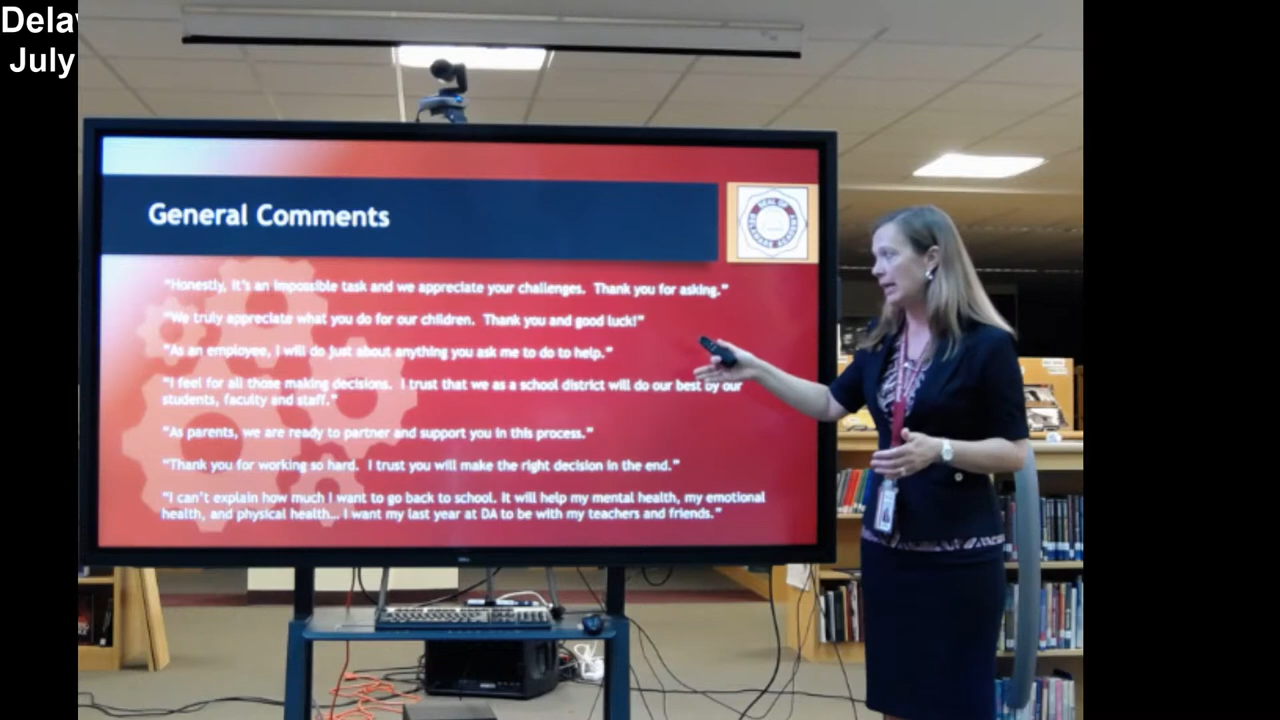 Dela
July
General Comments
SEAL OF
DELAWARE ACADEMY
"Honestly, it's an impossible task and we appreciate your challenges. Thank you for asking."
"We truly appreciate what you do for our children. Thank you and good luck!"
"As an employee, I will do just about anything you ask me to do to help."
"I feel for all those making decisions. I trust that we as a school district will do our best by our
students, faculty and staff."
"As parents, we are ready to partner and support you in this process."
"Thank you for working so hard. I trust you will make the right decision in the end."
"I can't explain how much I want to go back to school. It will help my mental health, my emotional
health, and physical health... I want my last year at DA to be with my teachers and friends."